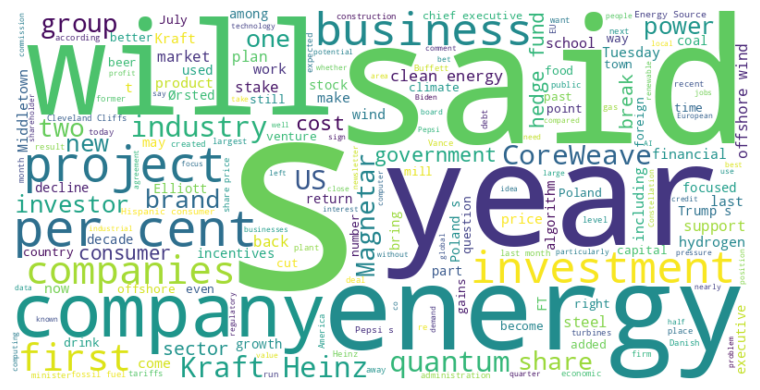 will
said
s
year
company
energy
business
group
one
power
industry
project
per cent
companies
investment
first
Kraft Heinz
quantum
share
CoreWeave
Magnetar
US
new
two
investor
brand
consumer
cost
government
hedge fund
offshore wind
clean energy
break
hydrogen
steel
support
sector
executive
Middletown
algorithm
financial
Elliott
stake
market
product
work
used
plan
Kraft
July
Ørsted
beer
better
among
chief executive
school
way
coal
Tuesday
town
Energy Source
construction
technology
according
commission
Cleveland Cliffs
shareholder
profit
former
today
result
month
decline
decade
country
now
offshore
even
drink
come
growth
incentives
back
cut
return
number
bring
part
question
Poland s
Poland
price
mill
focused
including
last
Trump s
capital
gains
FT
right
become
added
turbines
Danish
half
place
problem
firm
economic
quarter
administration
tariffs
fossil fuel
minister
computing
data
known
regulatory
industrial
Hispanic consumer
share price
newsletter
agreement
created
largest
well
venture
stock
make
still
wind
climate
Biden
Buffett
bet
comment
whether
potential
expected
take
say
area
debt
board
sign
Pepsi
Vance
need
compared
point
past
food
public
EU
want
people
next
local
renewable
jobs
recent
European
AI
gas
time
foreign
best
use
credit
Constellation
pressure
position
nearly
particularly
last month
level
large
idea
computer
close
interest
left
focus
businesses
plant
global
without
deal
co
re
demand
America
Pepsi s
Heinz
run
value
away
t
may